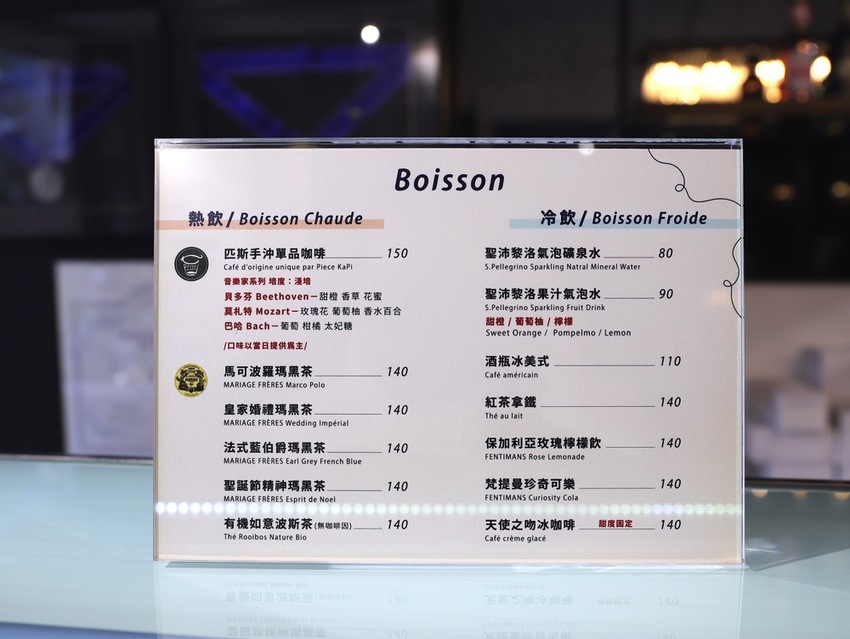 Boisson
熱飲 / Boisson Chaude
匹斯手沖單品咖啡 150
Café d'origine unique par Piece KaPi
音樂家系列 焙度：淺焙
貝多芬 Beethoven－甜橙 香草 花蜜
莫札特 Mozart－玫瑰花 葡萄柚 香水百合
巴哈 Bach－葡萄 柑橘 太妃糖
/口味以當日提供為主/
馬可波羅瑪黑茶 140
MARIAGE FRÈRES Marco Polo
皇家婚禮瑪黑茶 140
MARIAGE FRÈRES Wedding Impérial
法式藍伯爵瑪黑茶 140
MARIAGE FRÈRES Earl Grey French Blue
聖誕節精神瑪黑茶 140
MARIAGE FRÈRES Esprit de Noel
有機如意波斯茶 (無咖啡因) 140
Thé Rooibos Nature Bio
冷飲 / Boisson Froide
聖沛黎洛氣泡礦泉水 80
S.Pellegrino Sparkling Natral Mineral Water
聖沛黎洛果汁氣泡水 90
S.Pellegrino Sparkling Fruit Drink
甜橙 / 葡萄柚 / 檸檬
Sweet Orange / Pompelmo / Lemon
酒瓶冰美式 110
Café américain
紅茶拿鐵 140
Thé au lait
保加利亞玫瑰檸檬飲 140
FENTIMANS Rose Lemonade
梵提曼珍奇可樂 140
FENTIMANS Curiosity Cola
天使之吻冰咖啡 甜度固定 140
Café crème glacé